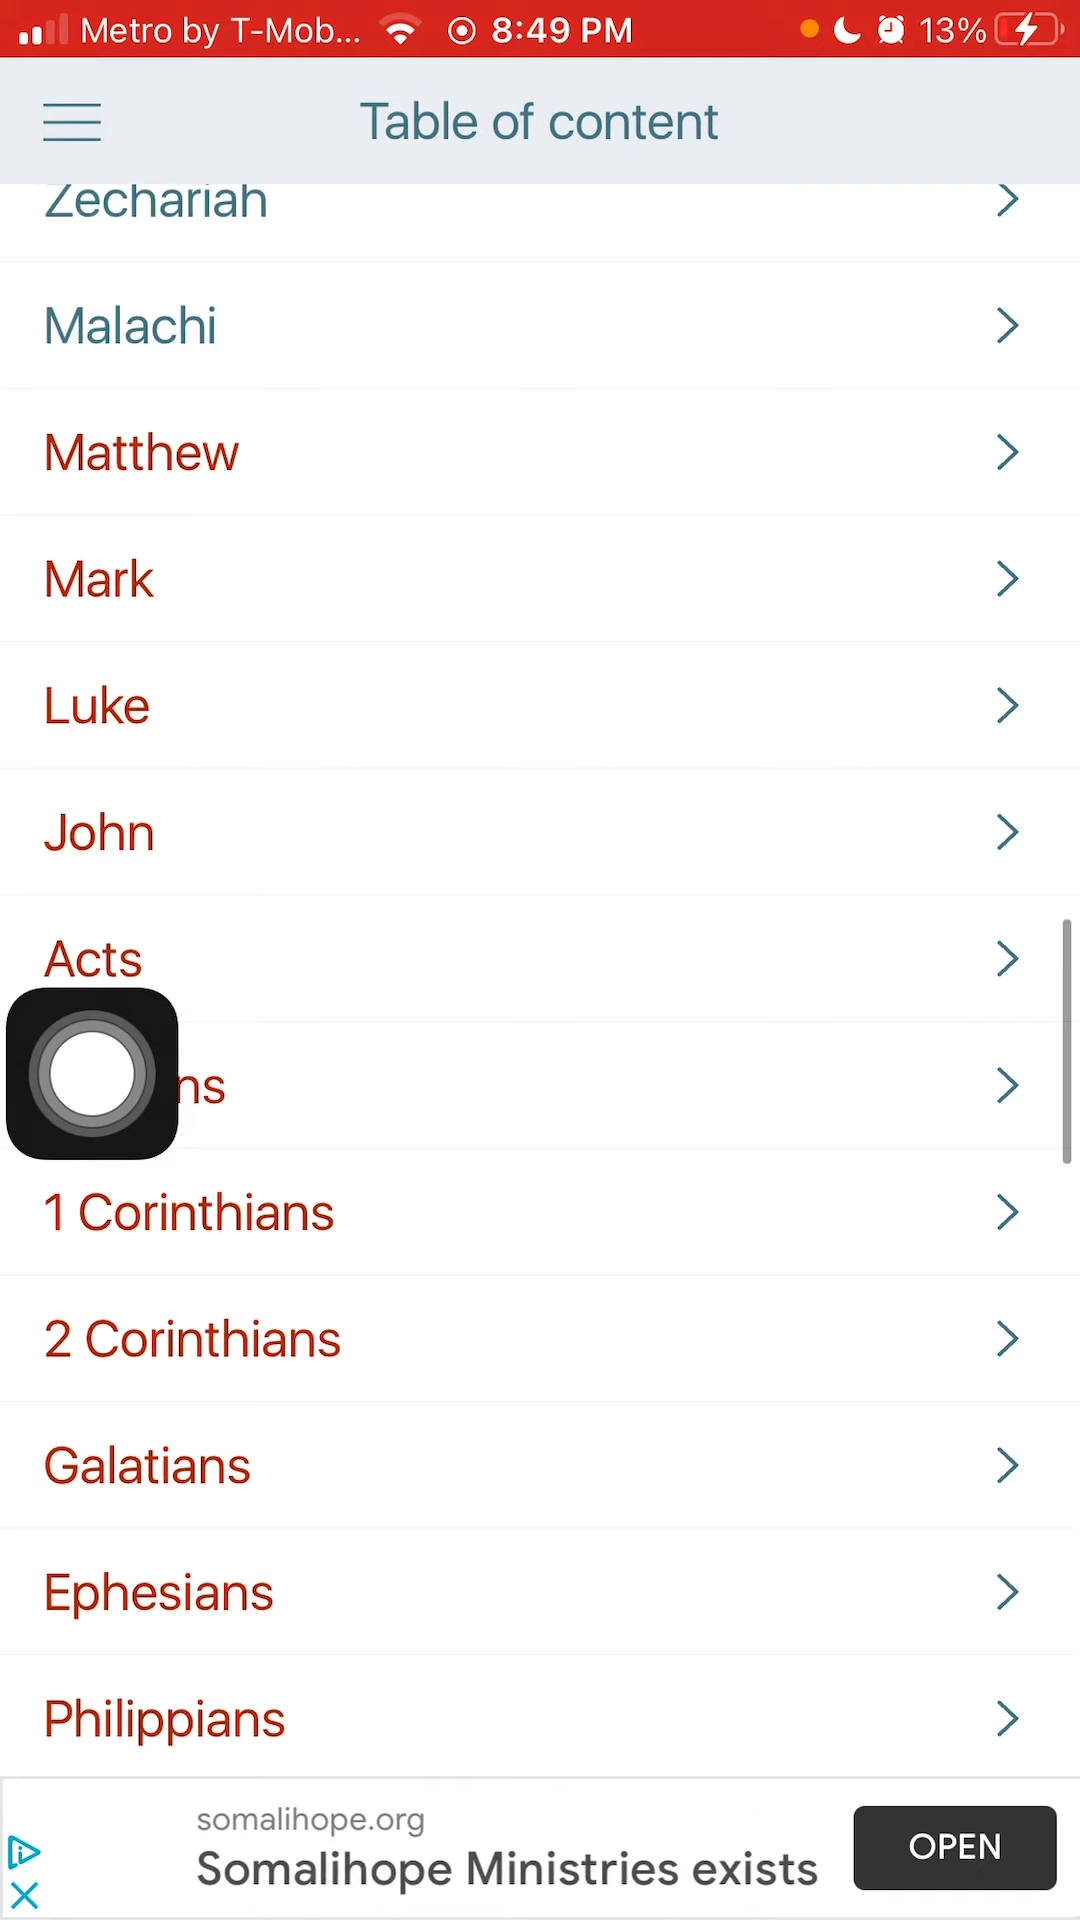 Metro by T-Mob... 8:49 PM 13%
Table of content
Zechariah
Malachi
Matthew
Mark
Luke
John
Acts
ns
1 Corinthians
2 Corinthians
Galatians
Ephesians
Philippians
somalihope.org
Somalihope Ministries exists
OPEN